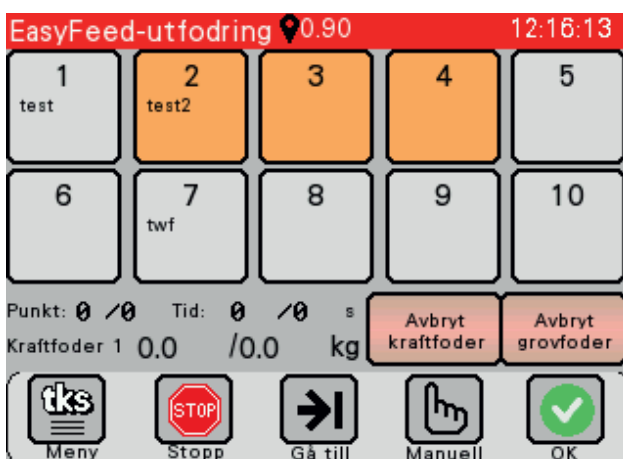 EasyFeed-utfodring 0.90 12:16:13
1 2 3 4 5
test test2
6 7 8 9 10
twf
Punkt: 0 /0 Tid: 0 /0 s
Kraftfoder 1 0.0 /0.0 kg
Avbryt kraftfoder
Avbryt grovfoder
tks STOP
Meny Stopp Gå till Manuell OK